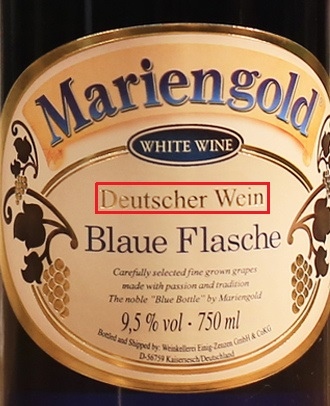 Mariengold
WHITE WINE
Deutscher Wein
Blaue Flasche
Carefully selected fine grown grapes
made with passion and tradition
The noble "Blue Bottle" by Mariengold
9,5 % vol · 750 ml
Bottled and Shipped by: Weinkellerei Emig-Zenzen GmbH & CoKG
D-56759 Kaisersesch/Deutschland